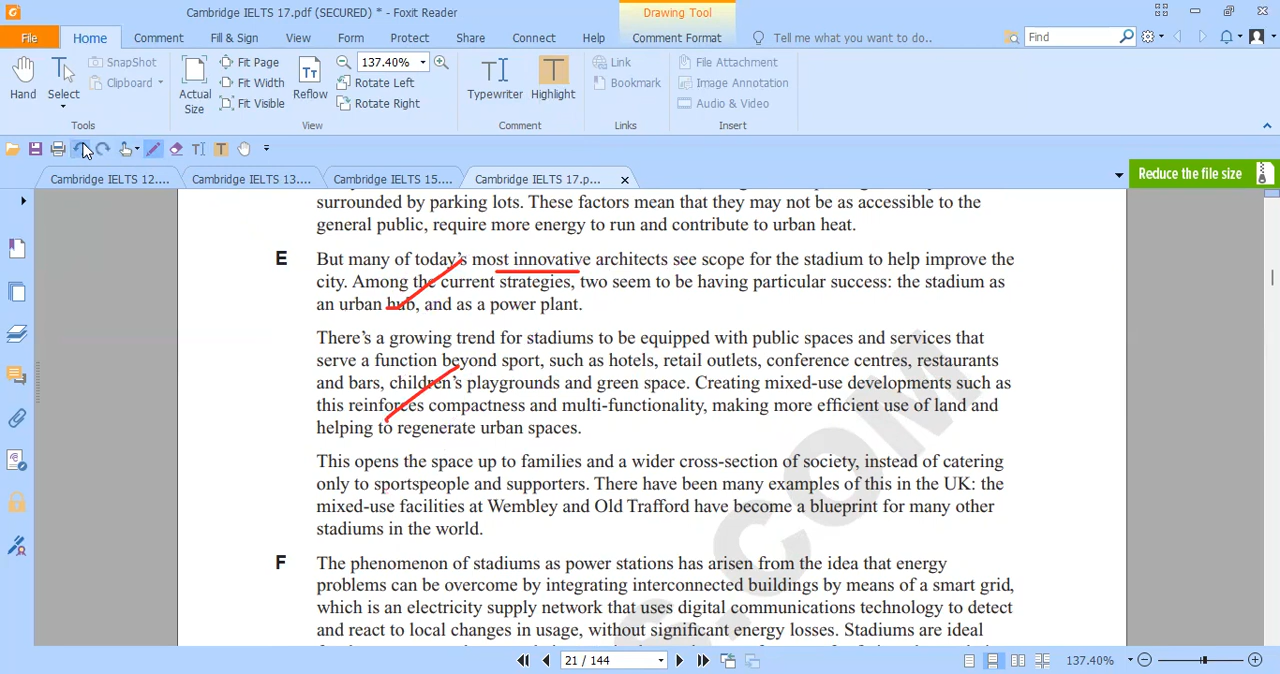 Cambridge IELTS 17.pdf (SECURED) * - Foxit Reader
Drawing Tool
File Home Comment Fill & Sign View Form Protect Share Connect Help Comment Format Tell me what you want to do.. Find
Hand
Select
SnapShot
Clipboard
Tools
Actual Size
Fit Page
Fit Width
Fit Visible
Reflow
137.40%
Rotate Left
Rotate Right
View
Typewriter
Highlight
Comment
Link
Bookmark
Links
File Attachment
Image Annotation
Audio & Video
Insert
Cambridge IELTS 12.... Cambridge IELTS 13.... Cambridge IELTS 15.... Cambridge IELTS 17.p...
Reduce the file size
surrounded by parking lots. These factors mean that they may not be as accessible to the
general public, require more energy to run and contribute to urban heat.
E But many of today's most innovative architects see scope for the stadium to help improve the
city. Among the current strategies, two seem to be having particular success: the stadium as
an urban hub, and as a power plant.
There's a growing trend for stadiums to be equipped with public spaces and services that
serve a function beyond sport, such as hotels, retail outlets, conference centres, restaurants
and bars, children's playgrounds and green space. Creating mixed-use developments such as
this reinforces compactness and multi-functionality, making more efficient use of land and
helping to regenerate urban spaces.
This opens the space up to families and a wider cross-section of society, instead of catering
only to sportspeople and supporters. There have been many examples of this in the UK: the
mixed-use facilities at Wembley and Old Trafford have become a blueprint for many other
stadiums in the world.
F The phenomenon of stadiums as power stations has arisen from the idea that energy
problems can be overcome by integrating interconnected buildings by means of a smart grid,
which is an electricity supply network that uses digital communications technology to detect
and react to local changes in usage, without significant energy losses. Stadiums are ideal
21 / 144
137.40%